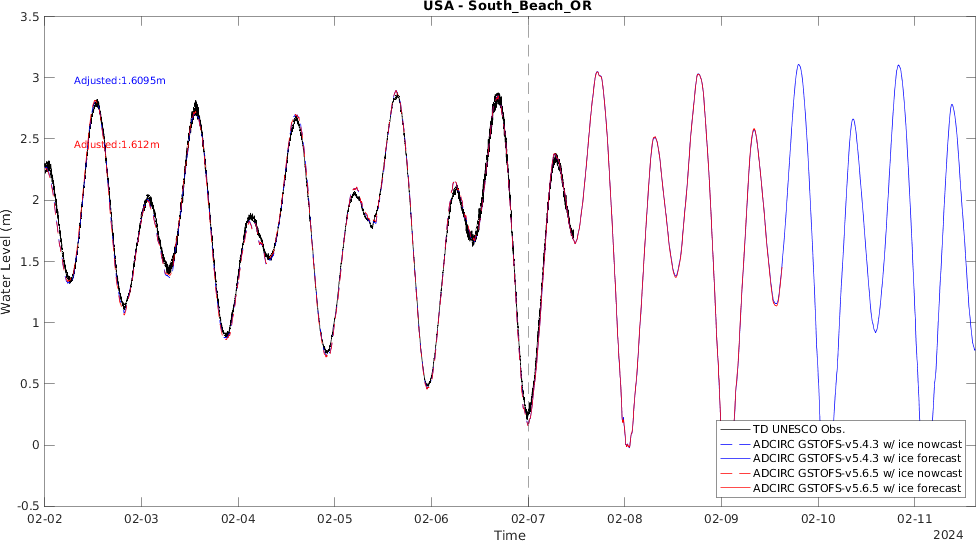 USA - South_Beach_OR
3.5
3
2.5
2
1.5
1
0.5
0
-0.5
Water Level (m)
Adjusted:1.6095m
Adjusted:1.612m
TD UNESCO Obs.
ADCIRC GSTOFS-v5.4.3 w/ ice nowcast
ADCIRC GSTOFS-v5.4.3 w/ ice forecast
ADCIRC GSTOFS-v5.6.5 w/ ice nowcast
ADCIRC GSTOFS-v5.6.5 w/ ice forecast
02-02 02-03 02-04 02-05 02-06 02-07 02-08 02-09 02-10 02-11
Time
2024